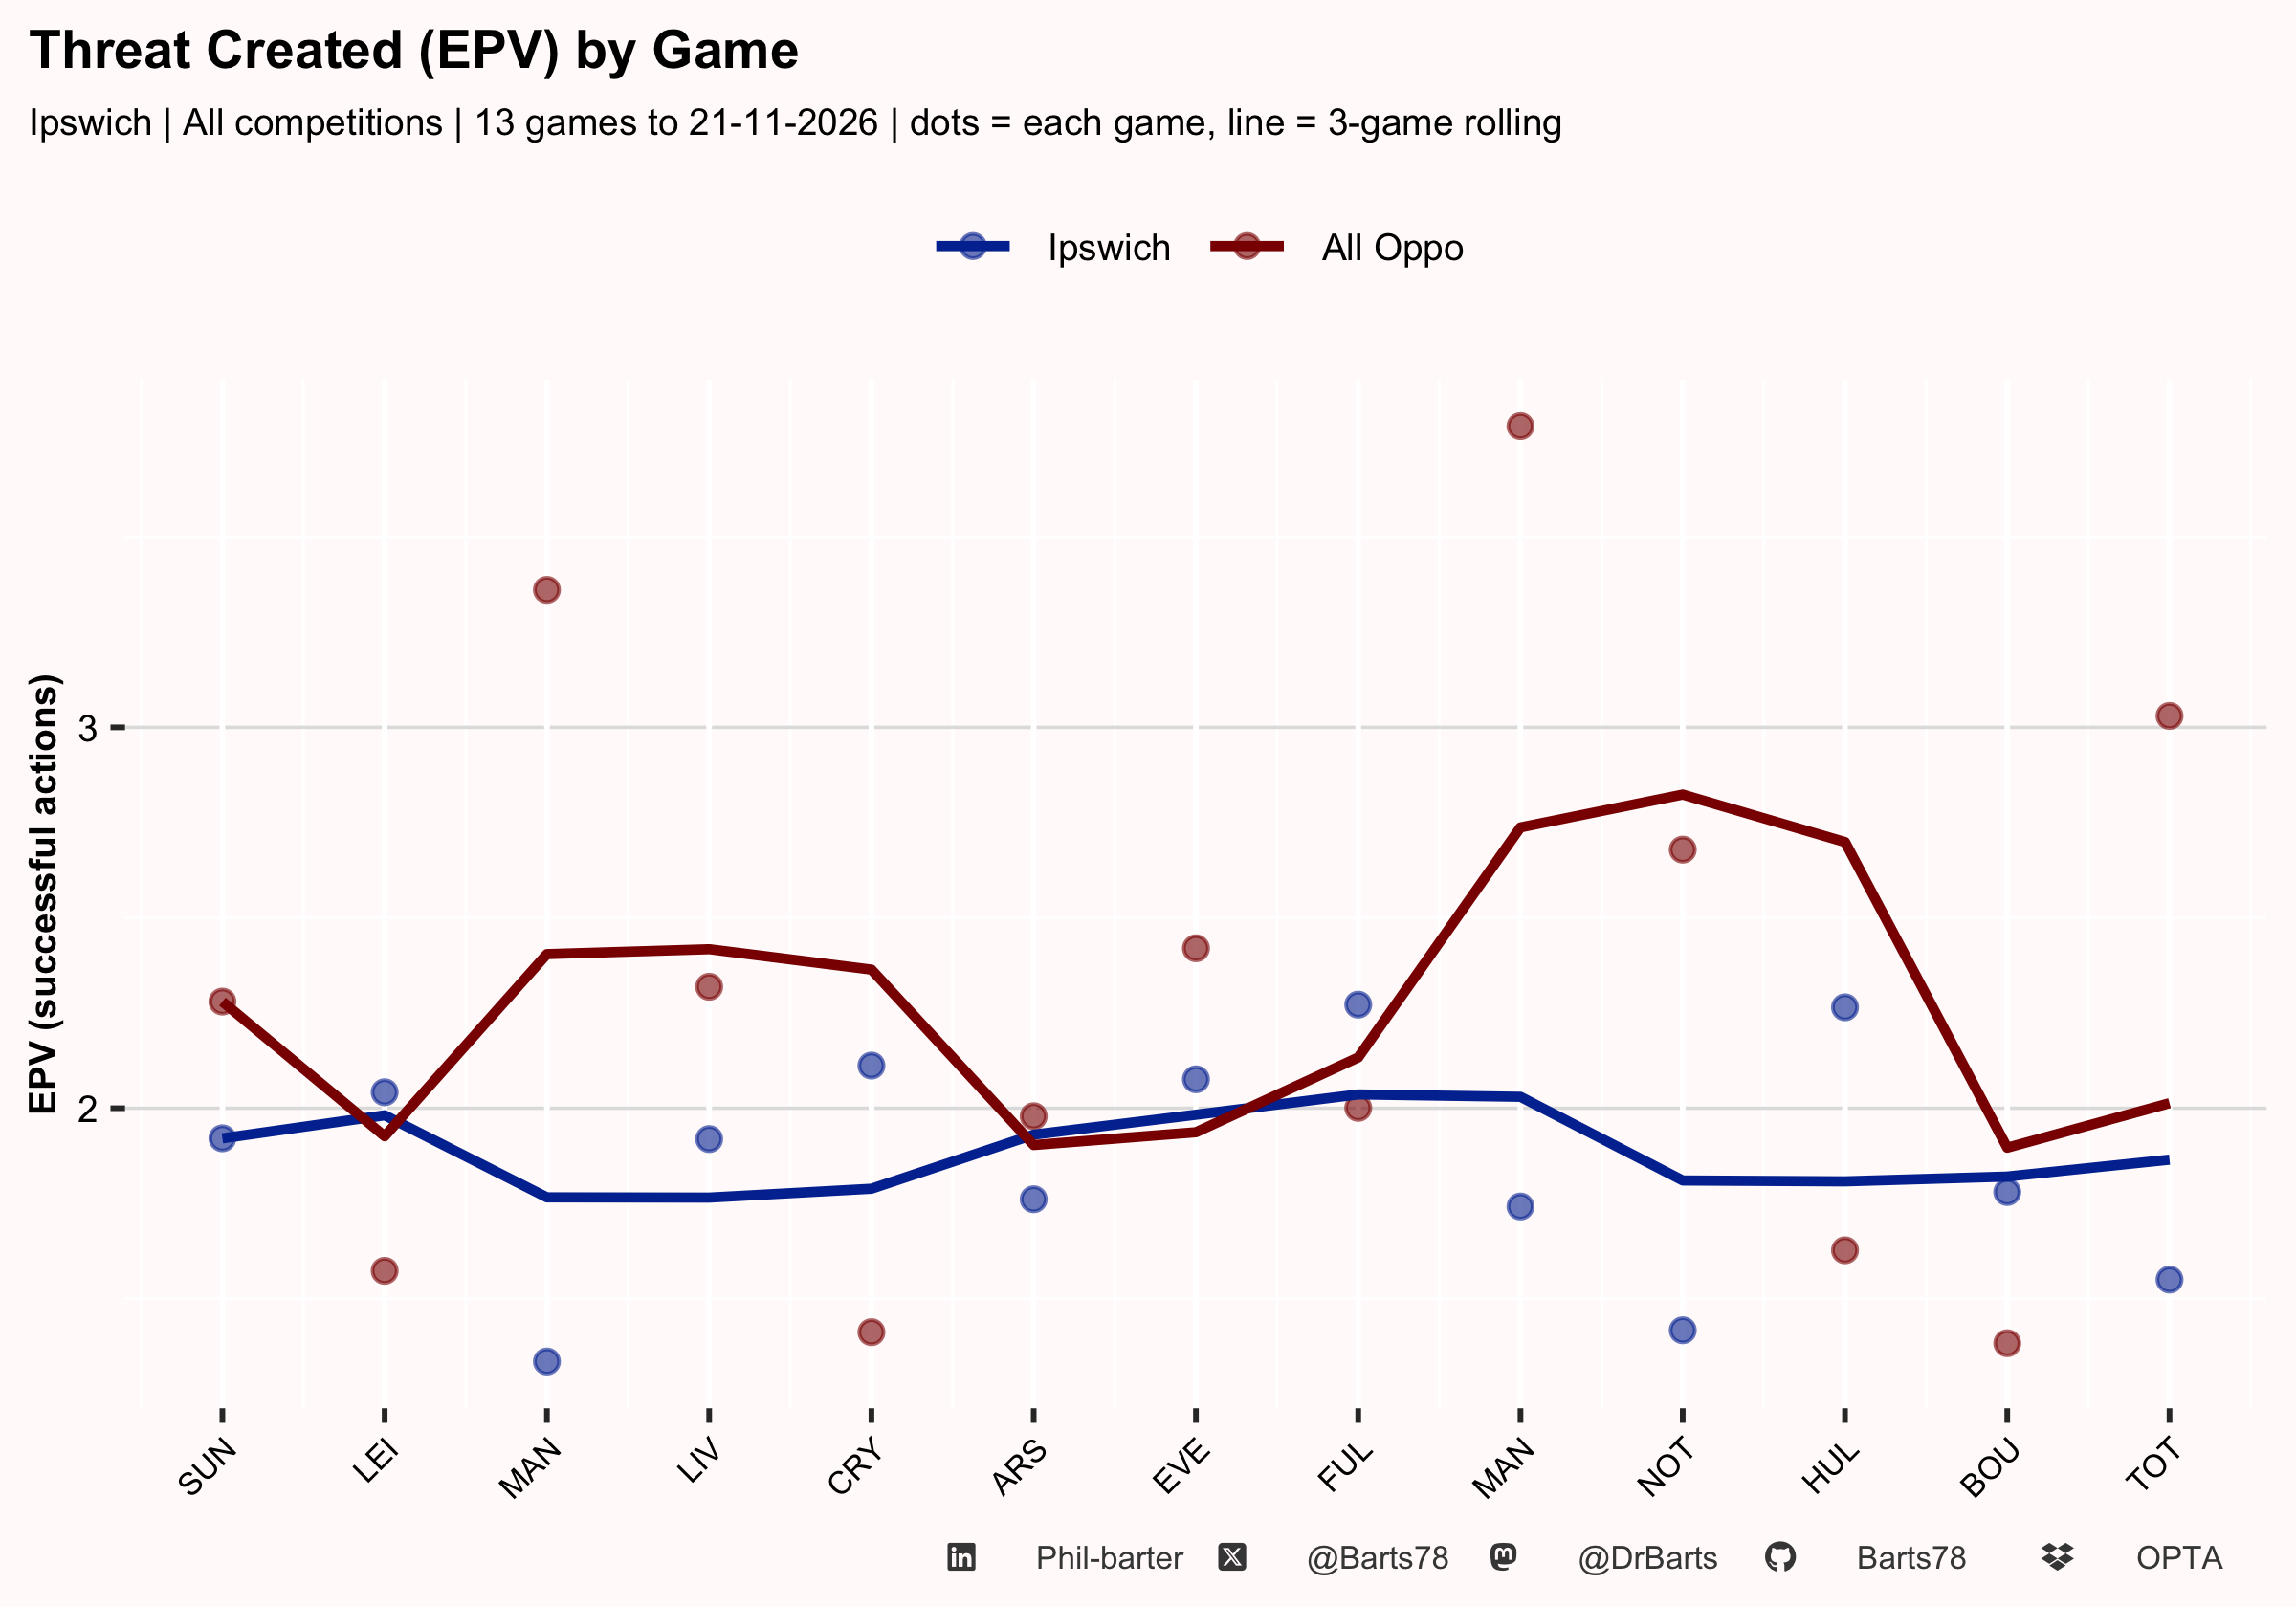 Threat Created (EPV) by Game
Ipswich | All competitions | 13 games to 21-11-2026 | dots = each game, line = 3-game rolling
Ipswich All Oppo
EPV (successful actions)
3
2
SUN LEI MAN LIV CRY ARS EVE FUL MAN NOT HUL BOU TOT
Phil-barter @Barts78 @DrBarts Barts78 OPTA